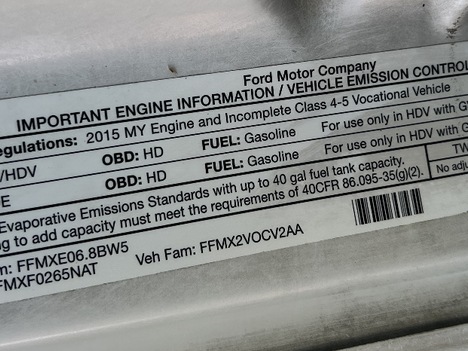 Ford Motor Company
IMPORTANT ENGINE INFORMATION / VEHICLE EMISSION CONTROL
egulations: 2015 MY Engine and Incomplete Class 4-5 Vocational Vehicle
/HDV OBD: HD FUEL: Gasoline For use only in HDV with G
E OBD: HD FUEL: Gasoline For use only in HDV with G
Evaporative Emissions Standards with up to 40 gal fuel tank capacity. TW
ng to add capacity must meet the requirements of 40CFR 86.095-35(g)(2). No adju
m: FFMXE06.8BW5 Veh Fam: FFMX2VOCV2AA
FMXF0265NAT